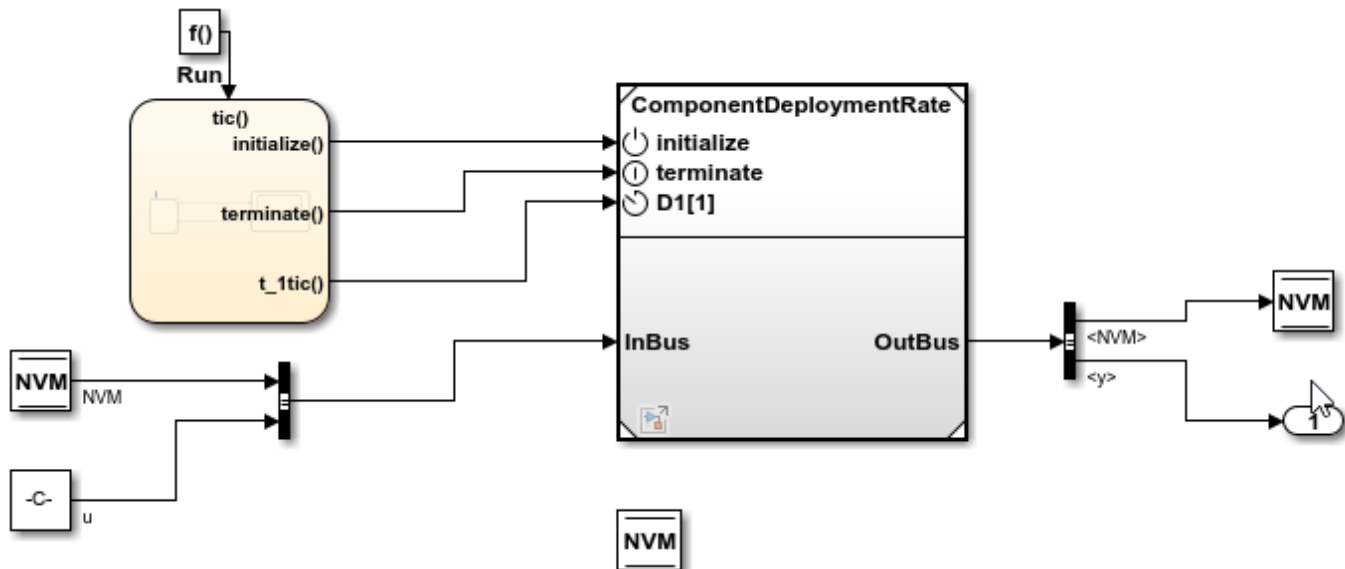 f()
Run
tic()
initialize()
terminate()
t_1tic()
ComponentDeploymentRate
initialize
terminate
D1[1]
InBus
OutBus
NVM
NVM
-C-
u
<NVM>
<y>
NVM
1
NVM